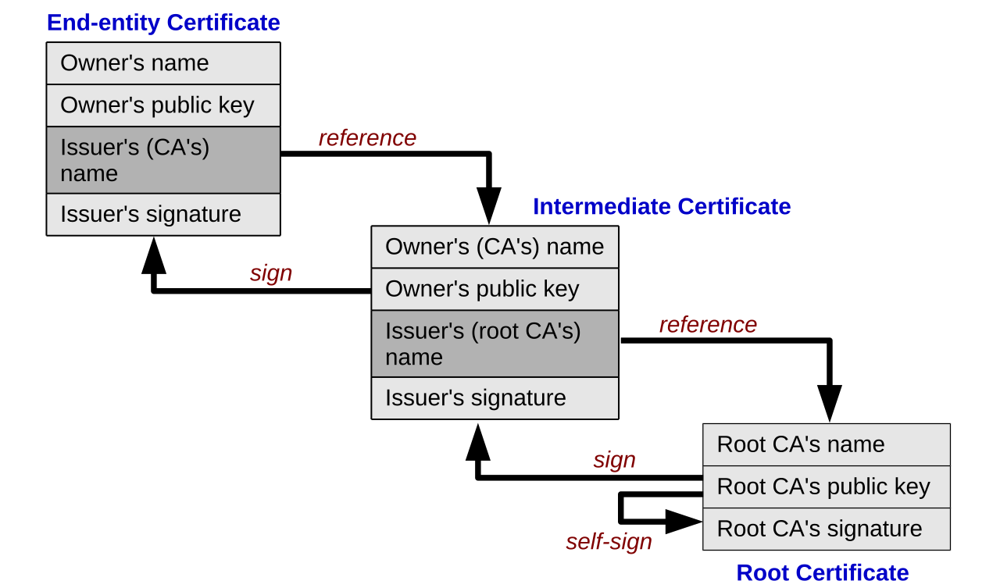 End-entity Certificate
Owner's name
Owner's public key
Issuer's (CA's)
name
Issuer's signature
reference
sign
Intermediate Certificate
Owner's (CA's) name
Owner's public key
Issuer's (root CA's)
name
Issuer's signature
reference
sign
self-sign
Root CA's name
Root CA's public key
Root CA's signature
Root Certificate